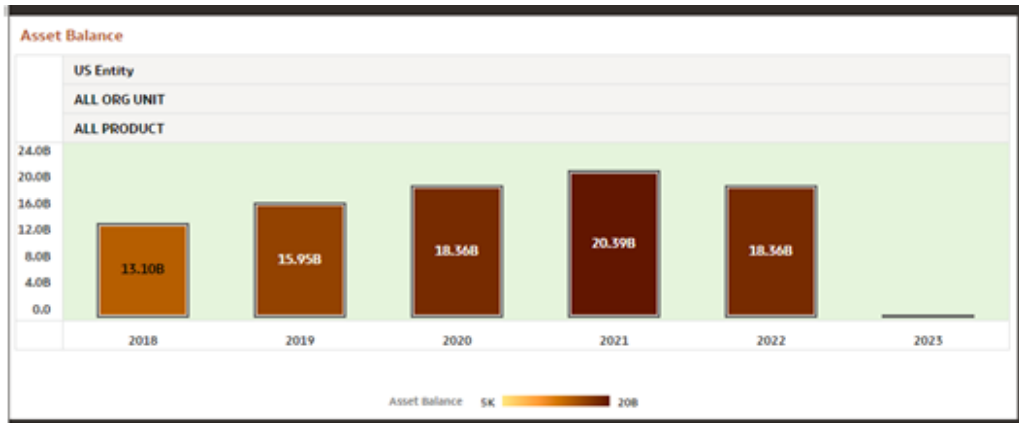 Asset Balance
US Entity
ALL ORG UNIT
ALL PRODUCT
24.0B
20.0B
16.0B
12.0B
8.0B
4.0B
0.0
13.10B
15.95B
18.36B
20.39B
18.36B
2018 2019 2020 2021 2022 2023
Asset Balance 5K 20B